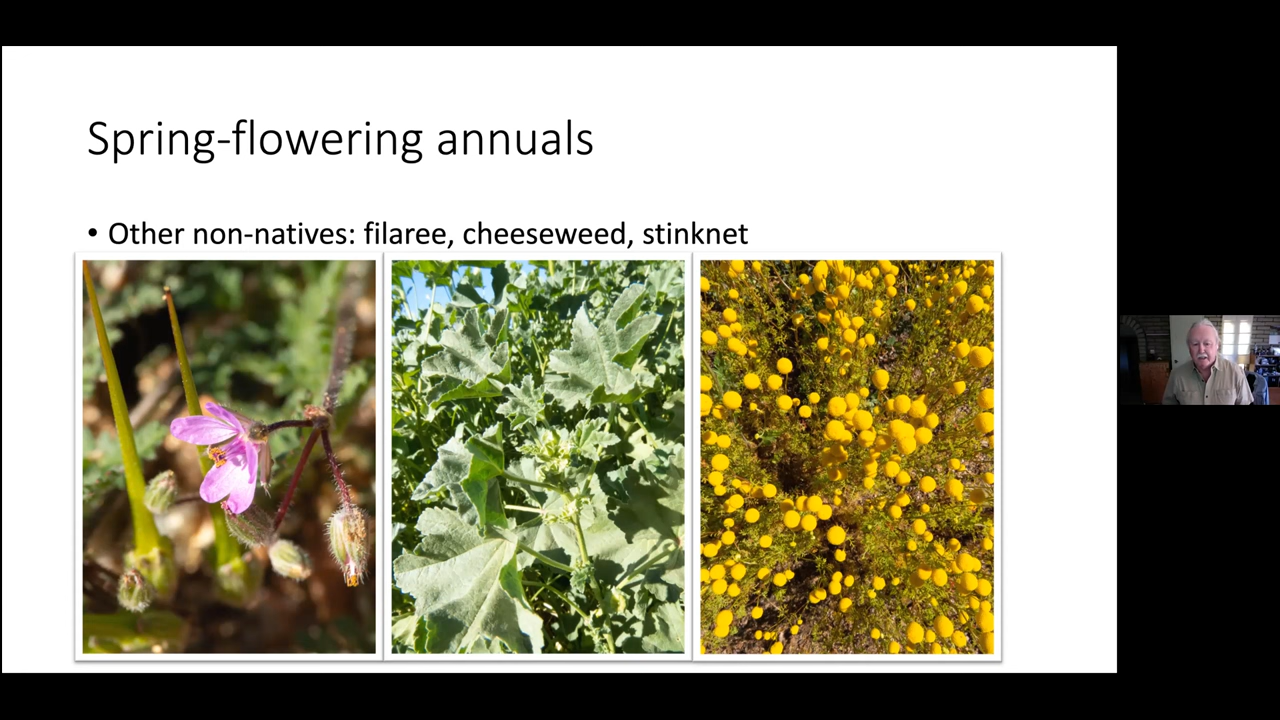 Spring-flowering annuals
• Other non-natives: filaree, cheeseweed, stinknet